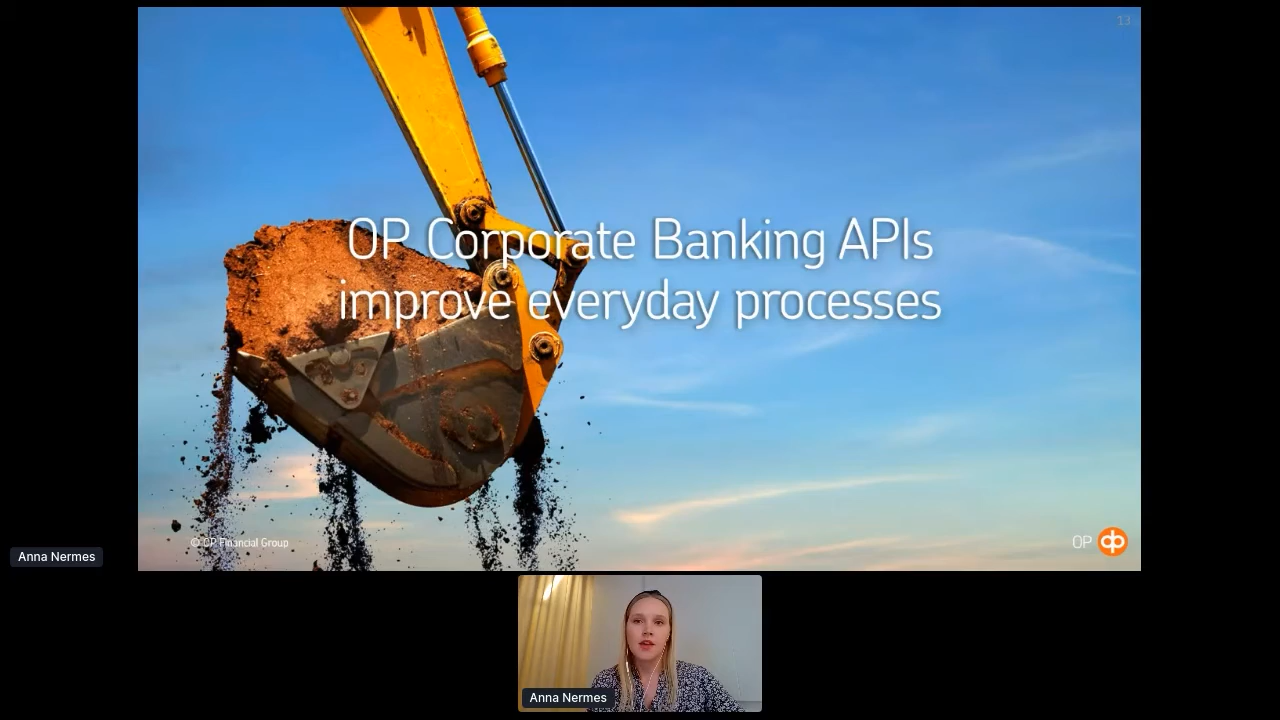 13
OP Corporate Banking APIs
improve everyday processes
© OP Financial Group
OP
Anna Nermes
Anna Nermes